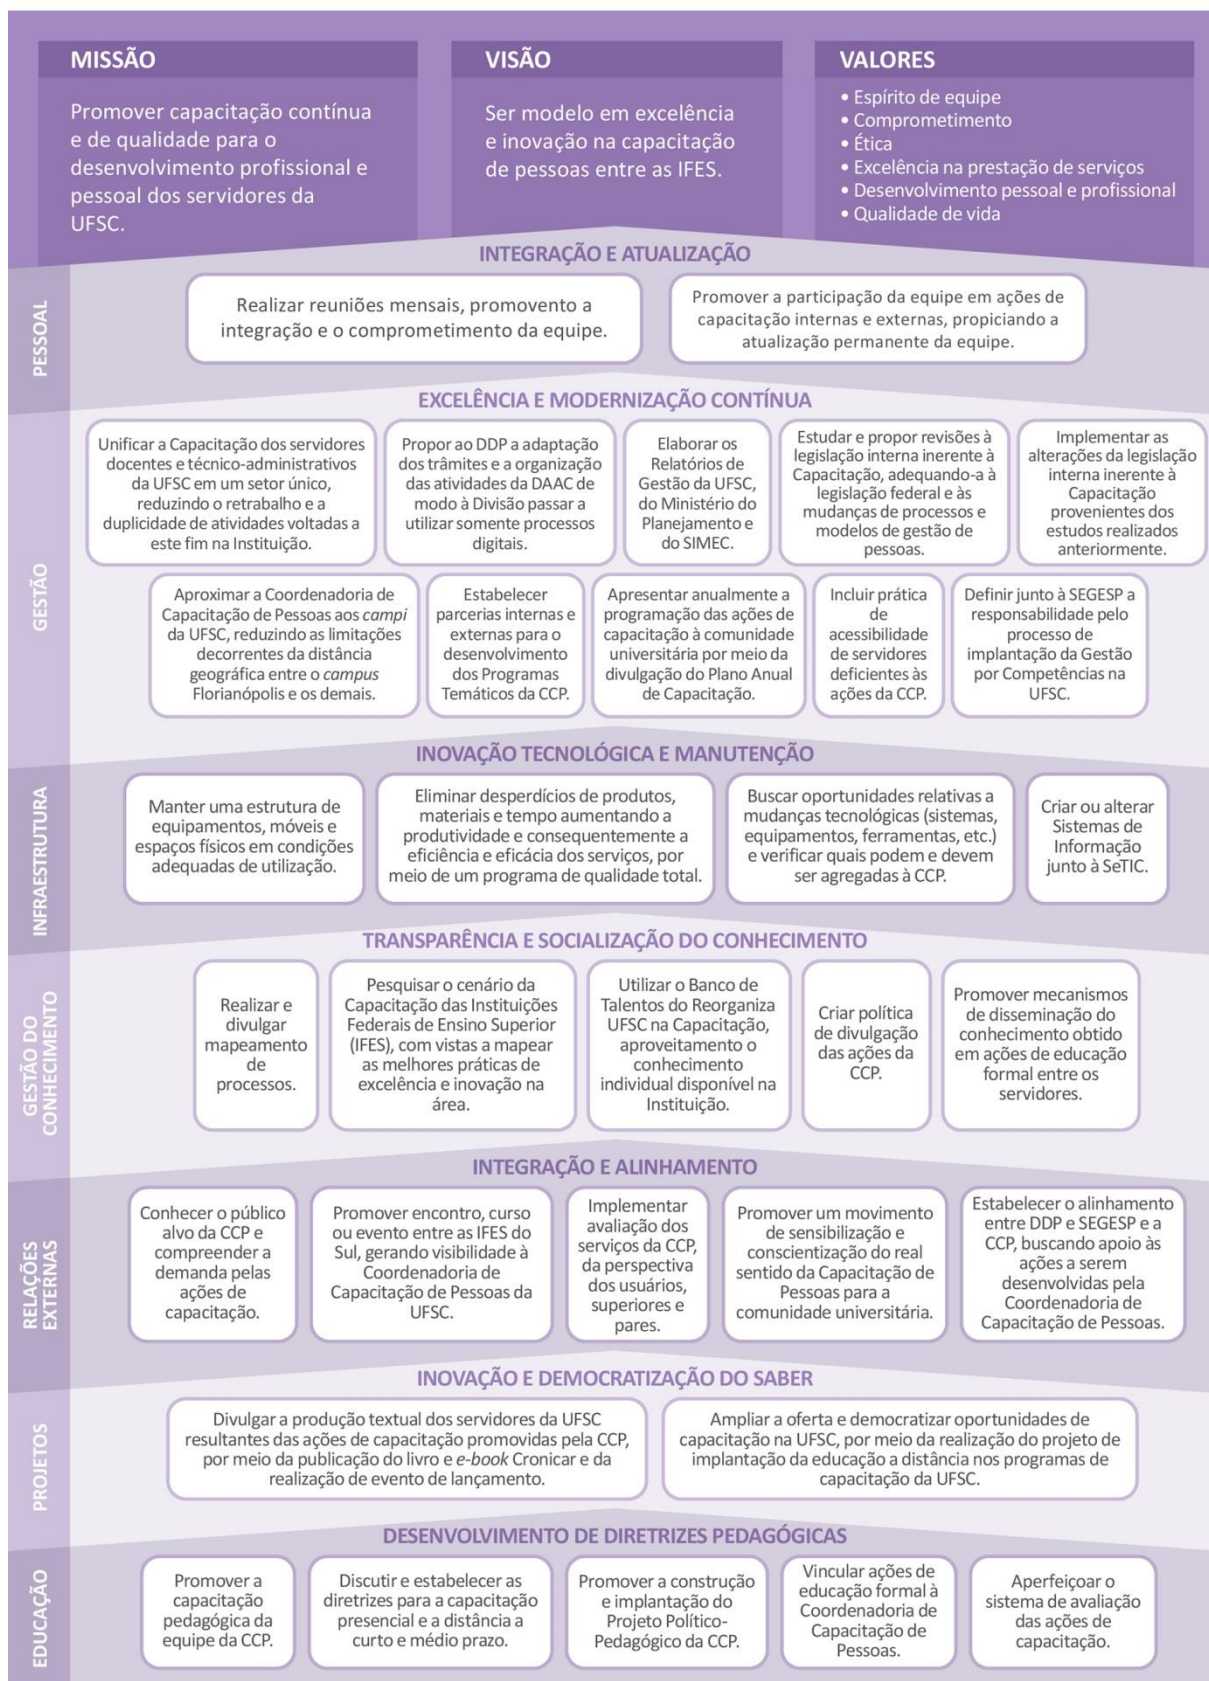 MISSÃO
Promover capacitação contínua
e de qualidade para o
desenvolvimento profissional e
pessoal dos servidores da
UFSC.
VISÃO
Ser modelo em excelência
e inovação na capacitação
de pessoas entre as IFES.
VALORES
• Espírito de equipe
• Comprometimento
• Ética
• Excelência na prestação de serviços
• Desenvolvimento pessoal e profissional
• Qualidade de vida
PESSOAL
INTEGRAÇÃO E ATUALIZAÇÃO
Realizar reuniões mensais, promovento a
integração e o comprometimento da equipe.
Promover a participação da equipe em ações de
capacitação internas e externas, propiciando a
atualização permanente da equipe.
GESTÃO
EXCELÊNCIA E MODERNIZAÇÃO CONTÍNUA
Unificar a Capacitação dos servidores
docentes e técnico-administrativos
da UFSC em um setor único,
reduzindo o retrabalho e a
duplicidade de atividades voltadas a
este fim na Instituição.
Propor ao DDP a adaptação
dos trâmites e a organização
das atividades da DAAC de
modo à Divisão passar a
utilizar somente processos
digitais.
Elaborar os
Relatórios de
Gestão da UFSC,
do Ministério do
Planejamento e
do SIMEC.
Estudar e propor revisões à
legislação interna inerente à
Capacitação, adequando-a à
legislação federal e às
mudanças de processos e
modelos de gestão de
pessoas.
Implementar as
alterações da legislação
interna inerente à
Capacitação
provenientes dos
estudos realizados
anteriormente.
Aproximar a Coordenadoria de
Capacitação de Pessoas aos campi
da UFSC, reduzindo as limitações
decorrentes da distância
geográfica entre o campus
Florianópolis e os demais.
Estabelecer
parcerias internas e
externas para o
desenvolvimento
dos Programas
Temáticos da CCP.
Apresentar anualmente a
programação das ações de
capacitação à comunidade
universitária por meio da
divulgação do Plano Anual
de Capacitação.
Incluir prática
de
acessibilidade
de servidores
deficientes às
ações da CCP.
Definir junto à SEGESP a
responsabilidade pelo
processo de
implantação da Gestão
por Competências na
UFSC.
INFRAESTRUTURA
INOVAÇÃO TECNOLÓGICA E MANUTENÇÃO
Manter uma estrutura de
equipamentos, móveis e
espaços físicos em condições
adequadas de utilização.
Eliminar desperdícios de produtos,
materiais e tempo aumentando a
produtividade e consequentemente a
eficiência e eficácia dos serviços, por
meio de um programa de qualidade total.
Buscar oportunidades relativas a
mudanças tecnológicas (sistemas,
equipamentos, ferramentas, etc.)
e verificar quais podem e devem
ser agregadas à CCP.
Criar ou alterar
Sistemas de
Informação
junto à SeTIC.
GESTÃO DO
CONHECIMENTO
TRANSPARÊNCIA E SOCIALIZAÇÃO DO CONHECIMENTO
Realizar e
divulgar
mapeamento
de
processos.
Pesquisar o cenário da
Capacitação das Instituições
Federais de Ensino Superior
(IFES), com vistas a mapear
as melhores práticas de
excelência e inovação na
área.
Utilizar o Banco de
Talentos do Reorganiza
UFSC na Capacitação,
aproveitamento o
conhecimento
individual disponível na
Instituição.
Criar política
de divulgação
das ações da
CCP.
Promover mecanismos
de disseminação do
conhecimento obtido
em ações de educação
formal entre os
servidores.
RELAÇÕES
EXTERNAS
INTEGRAÇÃO E ALINHAMENTO
Conhecer o público
alvo da CCP e
compreender a
demanda pelas
ações de
capacitação.
Promover encontro, curso
ou evento entre as IFES do
Sul, gerando visibilidade à
Coordenadoria de
Capacitação de Pessoas da
UFSC.
Implementar
avaliação dos
serviços da CCP,
da perspectiva
dos usuários,
superiores e
pares.
Promover um movimento
de sensibilização e
conscientização do real
sentido da Capacitação de
Pessoas para a
comunidade universitária.
Estabelecer o alinhamento
entre DDP e SEGESP e a
CCP, buscando apoio às
ações a serem
desenvolvidas pela
Coordenadoria de
Capacitação de Pessoas.
PROJETOS
INOVAÇÃO E DEMOCRATIZAÇÃO DO SABER
Divulgar a produção textual dos servidores da UFSC
resultantes das ações de capacitação promovidas pela CCP,
por meio da publicação do livro e e-book Cronicar e da
realização de evento de lançamento.
Ampliar a oferta e democratizar oportunidades de
capacitação na UFSC, por meio da realização do projeto de
implantação da educação a distância nos programas de
capacitação da UFSC.
EDUCAÇÃO
DESENVOLVIMENTO DE DIRETRIZES PEDAGÓGICAS
Promover a
capacitação
pedagógica da
equipe da CCP.
Discutir e estabelecer as
diretrizes para a capacitação
presencial e a distância a
curto e médio prazo.
Promover a construção
e implantação do
Projeto Político-
Pedagógico da CCP.
Vincular ações de
educação formal à
Coordenadoria de
Capacitação de
Pessoas.
Aperfeiçoar o
sistema de avaliação
das ações de
capacitação.